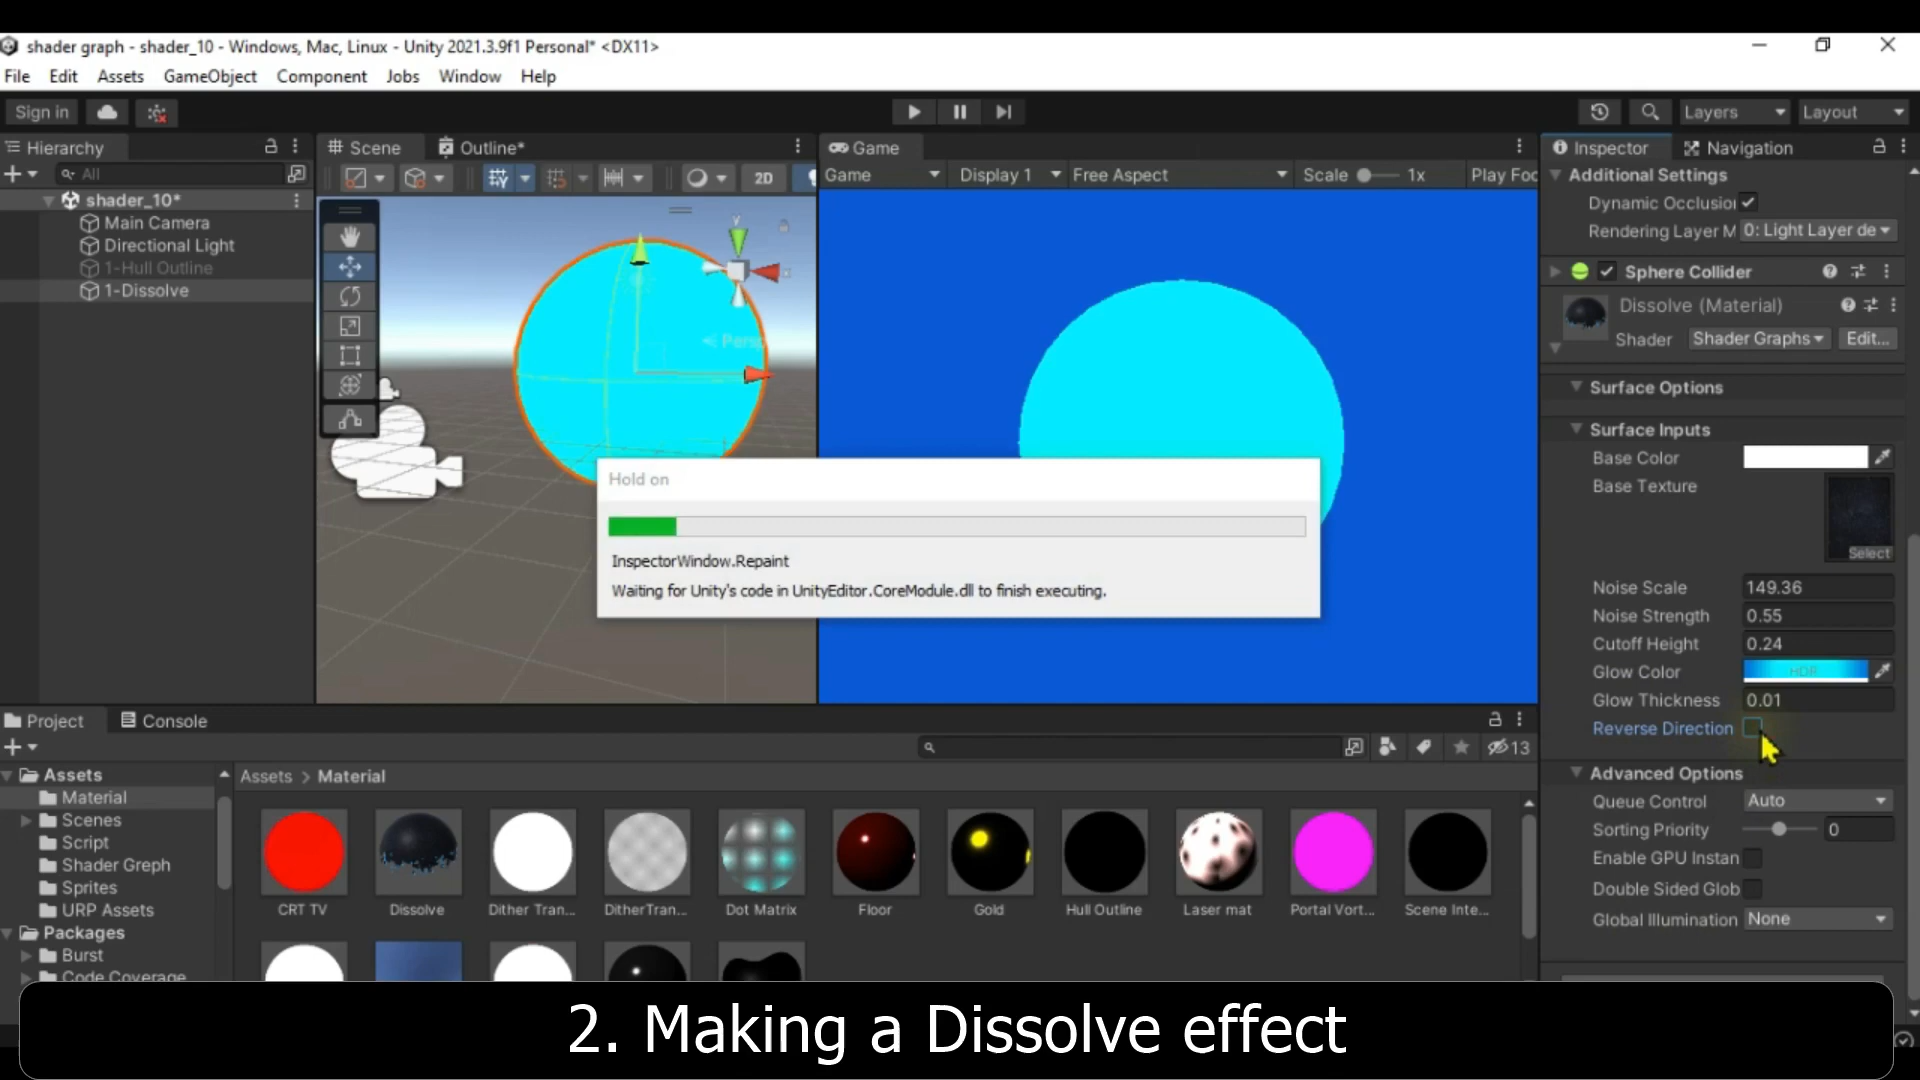 shader graph - shader_10 - Windows, Mac, Linux - Unity 2021.3.9f1 Personal* <DX11>
File Edit Assets GameObject Component Jobs Window Help
Sign in
Layers Layout
Hierarchy
All
shader_10*
Main Camera
Directional Light
1-Hull Outline
1-Dissolve
Scene Outline*
2D
y
x
< Persp
Game
Game Display 1 Free Aspect Scale 1x Play Foc
Inspector Navigation
Additional Settings
Dynamic Occlusion
Rendering Layer M 0: Light Layer de
Sphere Collider
Dissolve (Material)
Shader Shader Graphs Edit...
Surface Options
Surface Inputs
Base Color
Base Texture
Select
Noise Scale 149.36
Noise Strength 0.55
Cutoff Height 0.24
Glow Color HDR
Glow Thickness 0.01
Reverse Direction
Advanced Options
Queue Control Auto
Sorting Priority 0
Enable GPU Instan
Double Sided Glob
Global Illumination None
Hold on
InspectorWindow.Repaint
Waiting for Unity's code in UnityEditor.CoreModule.dll to finish executing.
Project Console
13
Assets
Material
Scenes
Script
Shader Greph
Sprites
URP Assets
Packages
Burst
Code Coverage
Assets > Material
CRT TV Dissolve Dither Tran... DitherTran... Dot Matrix Floor Gold Hull Outline Laser mat Portal Vort... Scene Inte...
2. Making a Dissolve effect